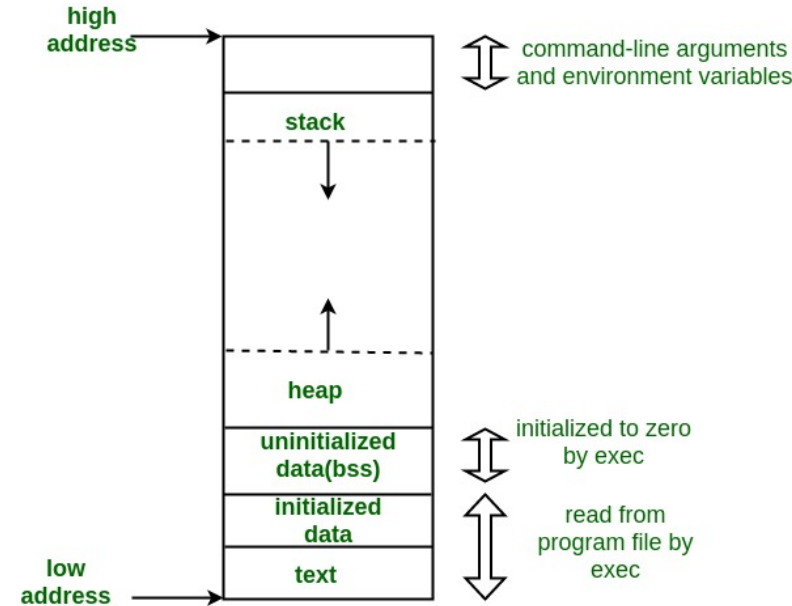 high
address
command-line arguments
and environment variables
stack
heap
uninitialized
data(bss)
initialized to zero
by exec
initialized
data
read from
program file by
exec
low
address
text